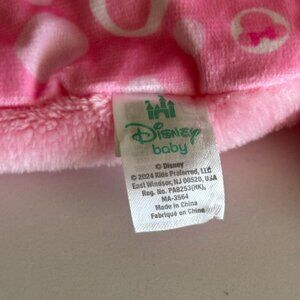 Disney
baby
© Disney
© 2024 Kids Preferred, LLC
East Windsor, NJ 08520, USA
Reg. No. PA8253(HK),
MA-3564
Made in China
Fabriqué en Chine